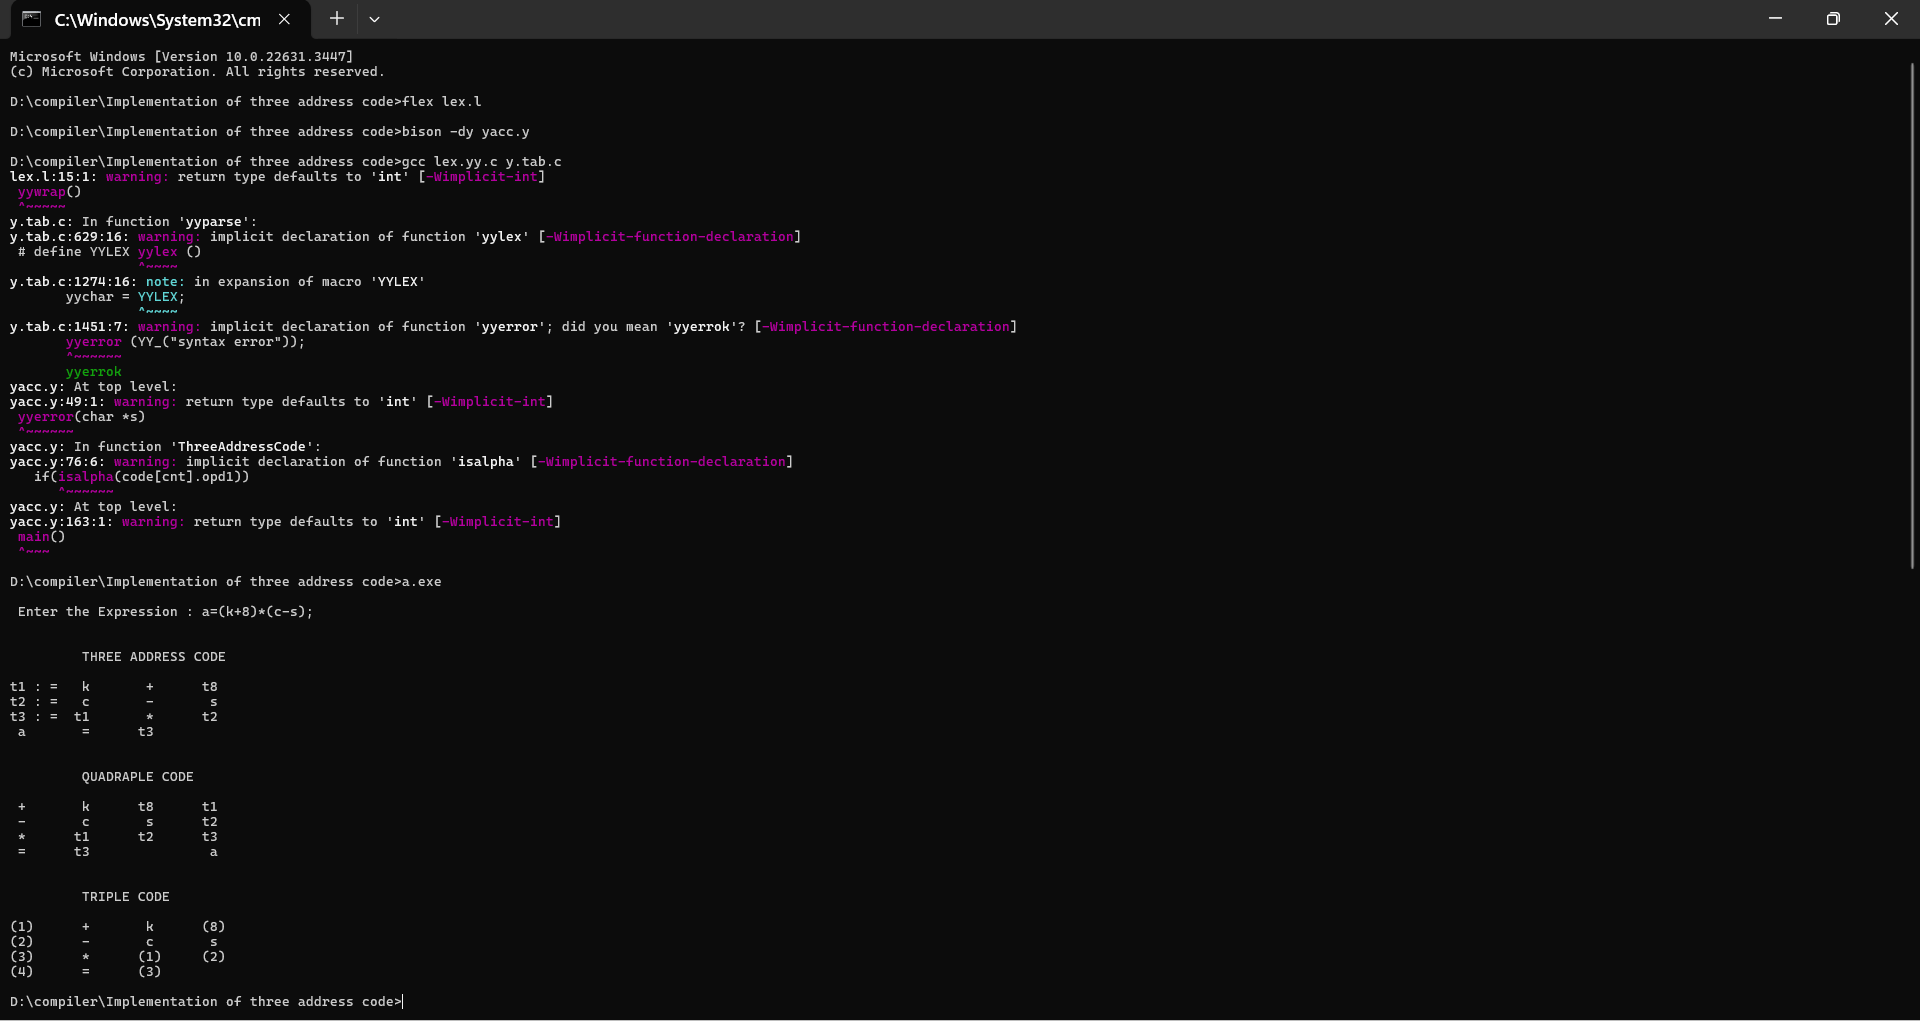 C:\Windows\System32\cm
Microsoft Windows [Version 10.0.22631.3447]
(c) Microsoft Corporation. All rights reserved.
D:\compiler\Implementation of three address code>flex lex.l
D:\compiler\Implementation of three address code>bison -dy yacc.y
D:\compiler\Implementation of three address code>gcc lex.yy.c y.tab.c
lex.l:15:1: warning: return type defaults to 'int' [-Wimplicit-int]
 yywrap()
 ^~~~~~
y.tab.c: In function 'yyparse':
y.tab.c:629:16: warning: implicit declaration of function 'yylex' [-Wimplicit-function-declaration]
 # define YYLEX yylex ()
                ^~~~~
y.tab.c:1274:16: note: in expansion of macro 'YYLEX'
       yychar = YYLEX;
                ^~~~~
y.tab.c:1451:7: warning: implicit declaration of function 'yyerror'; did you mean 'yyerrok'? [-Wimplicit-function-declaration]
       yyerror (YY_("syntax error"));
       ^~~~~~~
       yyerrok
yacc.y: At top level:
yacc.y:49:1: warning: return type defaults to 'int' [-Wimplicit-int]
 yyerror(char *s)
 ^~~~~~~
yacc.y: In function 'ThreeAddressCode':
yacc.y:76:6: warning: implicit declaration of function 'isalpha' [-Wimplicit-function-declaration]
   if(isalpha(code[cnt].opd1))
      ^~~~~~~
yacc.y: At top level:
yacc.y:163:1: warning: return type defaults to 'int' [-Wimplicit-int]
 main()
 ^~~~
D:\compiler\Implementation of three address code>a.exe
 Enter the Expression : a=(k+8)*(c-s);
         THREE ADDRESS CODE
t1 : =   k       +      t8
t2 : =   c       -       s
t3 : =  t1       *      t2
 a       =      t3
         QUADRAPLE CODE
 +       k      t8      t1
 -       c       s      t2
 *      t1      t2      t3
 =      t3               a
         TRIPLE CODE
(1)      +       k      (8)
(2)      -       c       s
(3)      *      (1)     (2)
(4)      =      (3)
D:\compiler\Implementation of three address code>